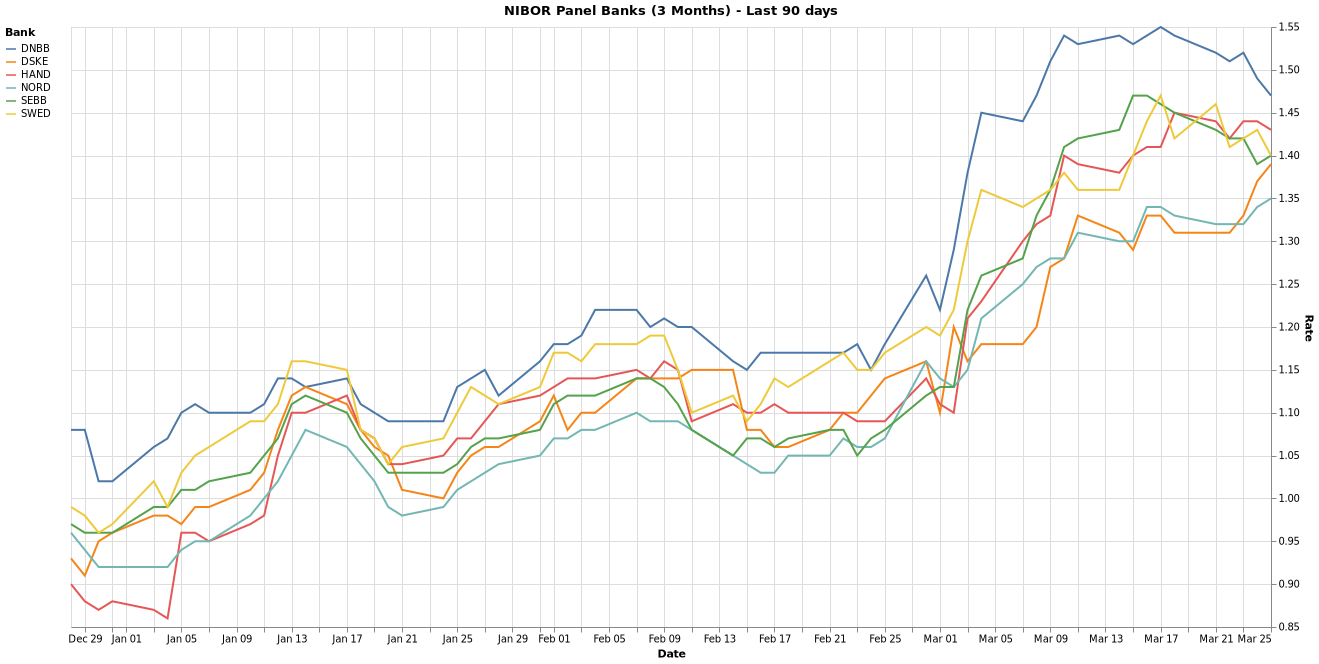 NIBOR Panel Banks (3 Months) - Last 90 days
Bank
DNBB
DSKE
HAND
NORD
SEBB
SWED
1.55
1.50
1.45
1.40
1.35
1.30
1.25
1.20
1.15
1.10
1.05
1.00
0.95
0.90
0.85
Rate
Dec 29 Jan 01 Jan 05 Jan 09 Jan 13 Jan 17 Jan 21 Jan 25 Jan 29 Feb 01 Feb 05 Feb 09 Feb 13 Feb 17 Feb 21 Feb 25 Mar 01 Mar 05 Mar 09 Mar 13 Mar 17 Mar 21 Mar 25
Date